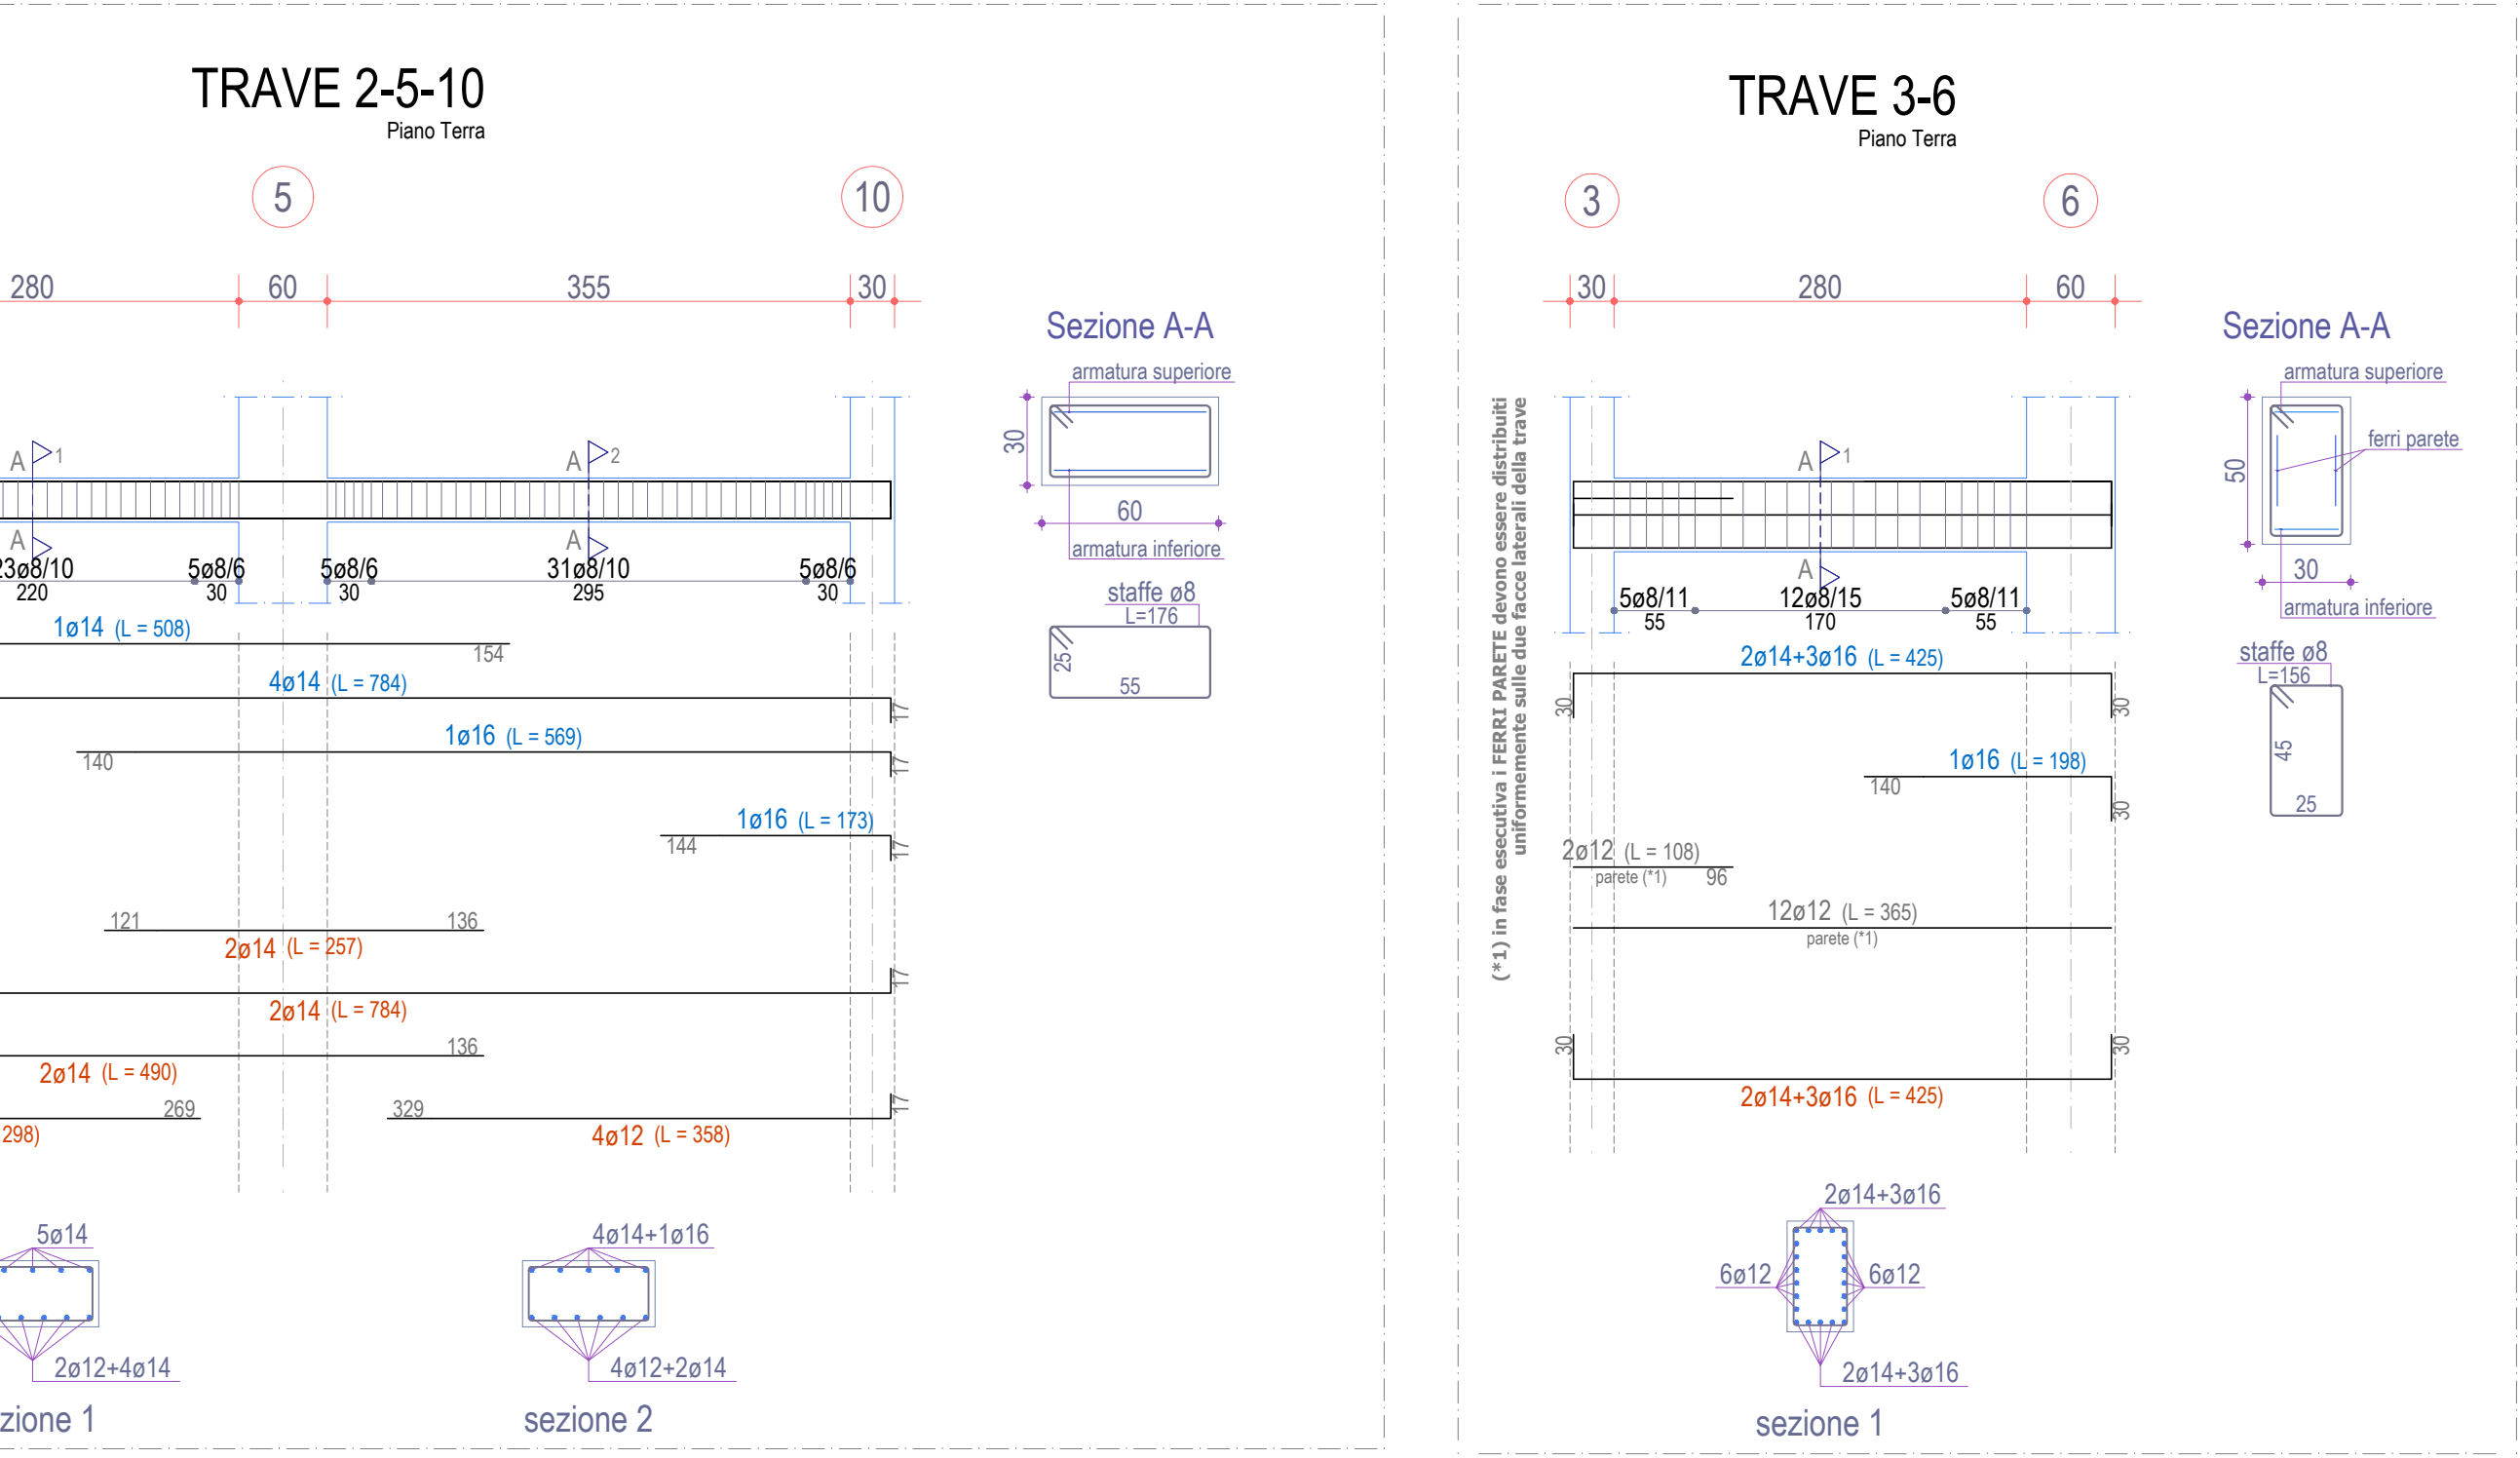 TRAVE 2-5-10
Piano Terra
5
10
280
60
355
30
Sezione A-A
armatura superiore
30
60
armatura inferiore
staffe ø8
L=176
25
55
A
1
A
2
A
A
23ø8/10
220
5ø8/6
30
5ø8/6
30
31ø8/10
295
5ø8/6
30
1ø14 (L = 508)
154
4ø14 (L = 784)
17
1ø16 (L = 569)
140
17
1ø16 (L = 173)
144
17
121
136
2ø14 (L = 257)
17
2ø14 (L = 784)
136
2ø14 (L = 490)
269
298)
329
17
4ø12 (L = 358)
5ø14
2ø12+4ø14
zione 1
4ø14+1ø16
4ø12+2ø14
sezione 2
TRAVE 3-6
Piano Terra
3
6
30
280
60
Sezione A-A
armatura superiore
ferri parete
50
30
armatura inferiore
staffe ø8
L=156
45
25
(*1) in fase esecutiva i FERRI PARETE devono essere distribuiti
uniformemente sulle due facce laterali della trave
A
1
A
5ø8/11
55
12ø8/15
170
5ø8/11
55
2ø14+3ø16 (L = 425)
30
30
1ø16 (L = 198)
140
30
2ø12 (L = 108)
parete (*1)
96
12ø12 (L = 365)
parete (*1)
30
30
2ø14+3ø16 (L = 425)
2ø14+3ø16
6ø12
6ø12
2ø14+3ø16
sezione 1